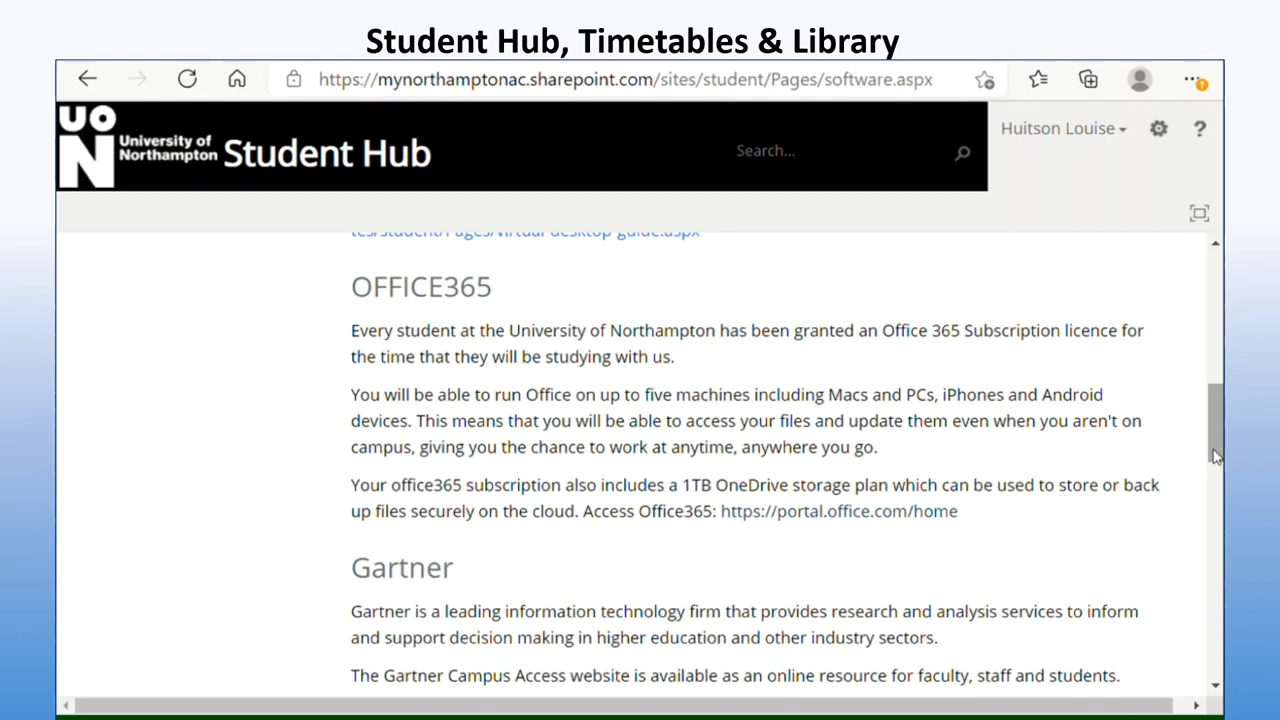 Student Hub, Timetables & Library
https://mynorthamptonac.sharepoint.com/sites/student/Pages/software.aspx
UO
N
University of
Northampton
Student Hub
Search...
Huitson Louise
?
tes/student/Pages/virtual-desktop-guide.aspx
OFFICE365
Every student at the University of Northampton has been granted an Office 365 Subscription licence for
the time that they will be studying with us.
You will be able to run Office on up to five machines including Macs and PCs, iPhones and Android
devices. This means that you will be able to access your files and update them even when you aren't on
campus, giving you the chance to work at anytime, anywhere you go.
Your office365 subscription also includes a 1TB OneDrive storage plan which can be used to store or back
up files securely on the cloud. Access Office365: https://portal.office.com/home
Gartner
Gartner is a leading information technology firm that provides research and analysis services to inform
and support decision making in higher education and other industry sectors.
The Gartner Campus Access website is available as an online resource for faculty, staff and students.